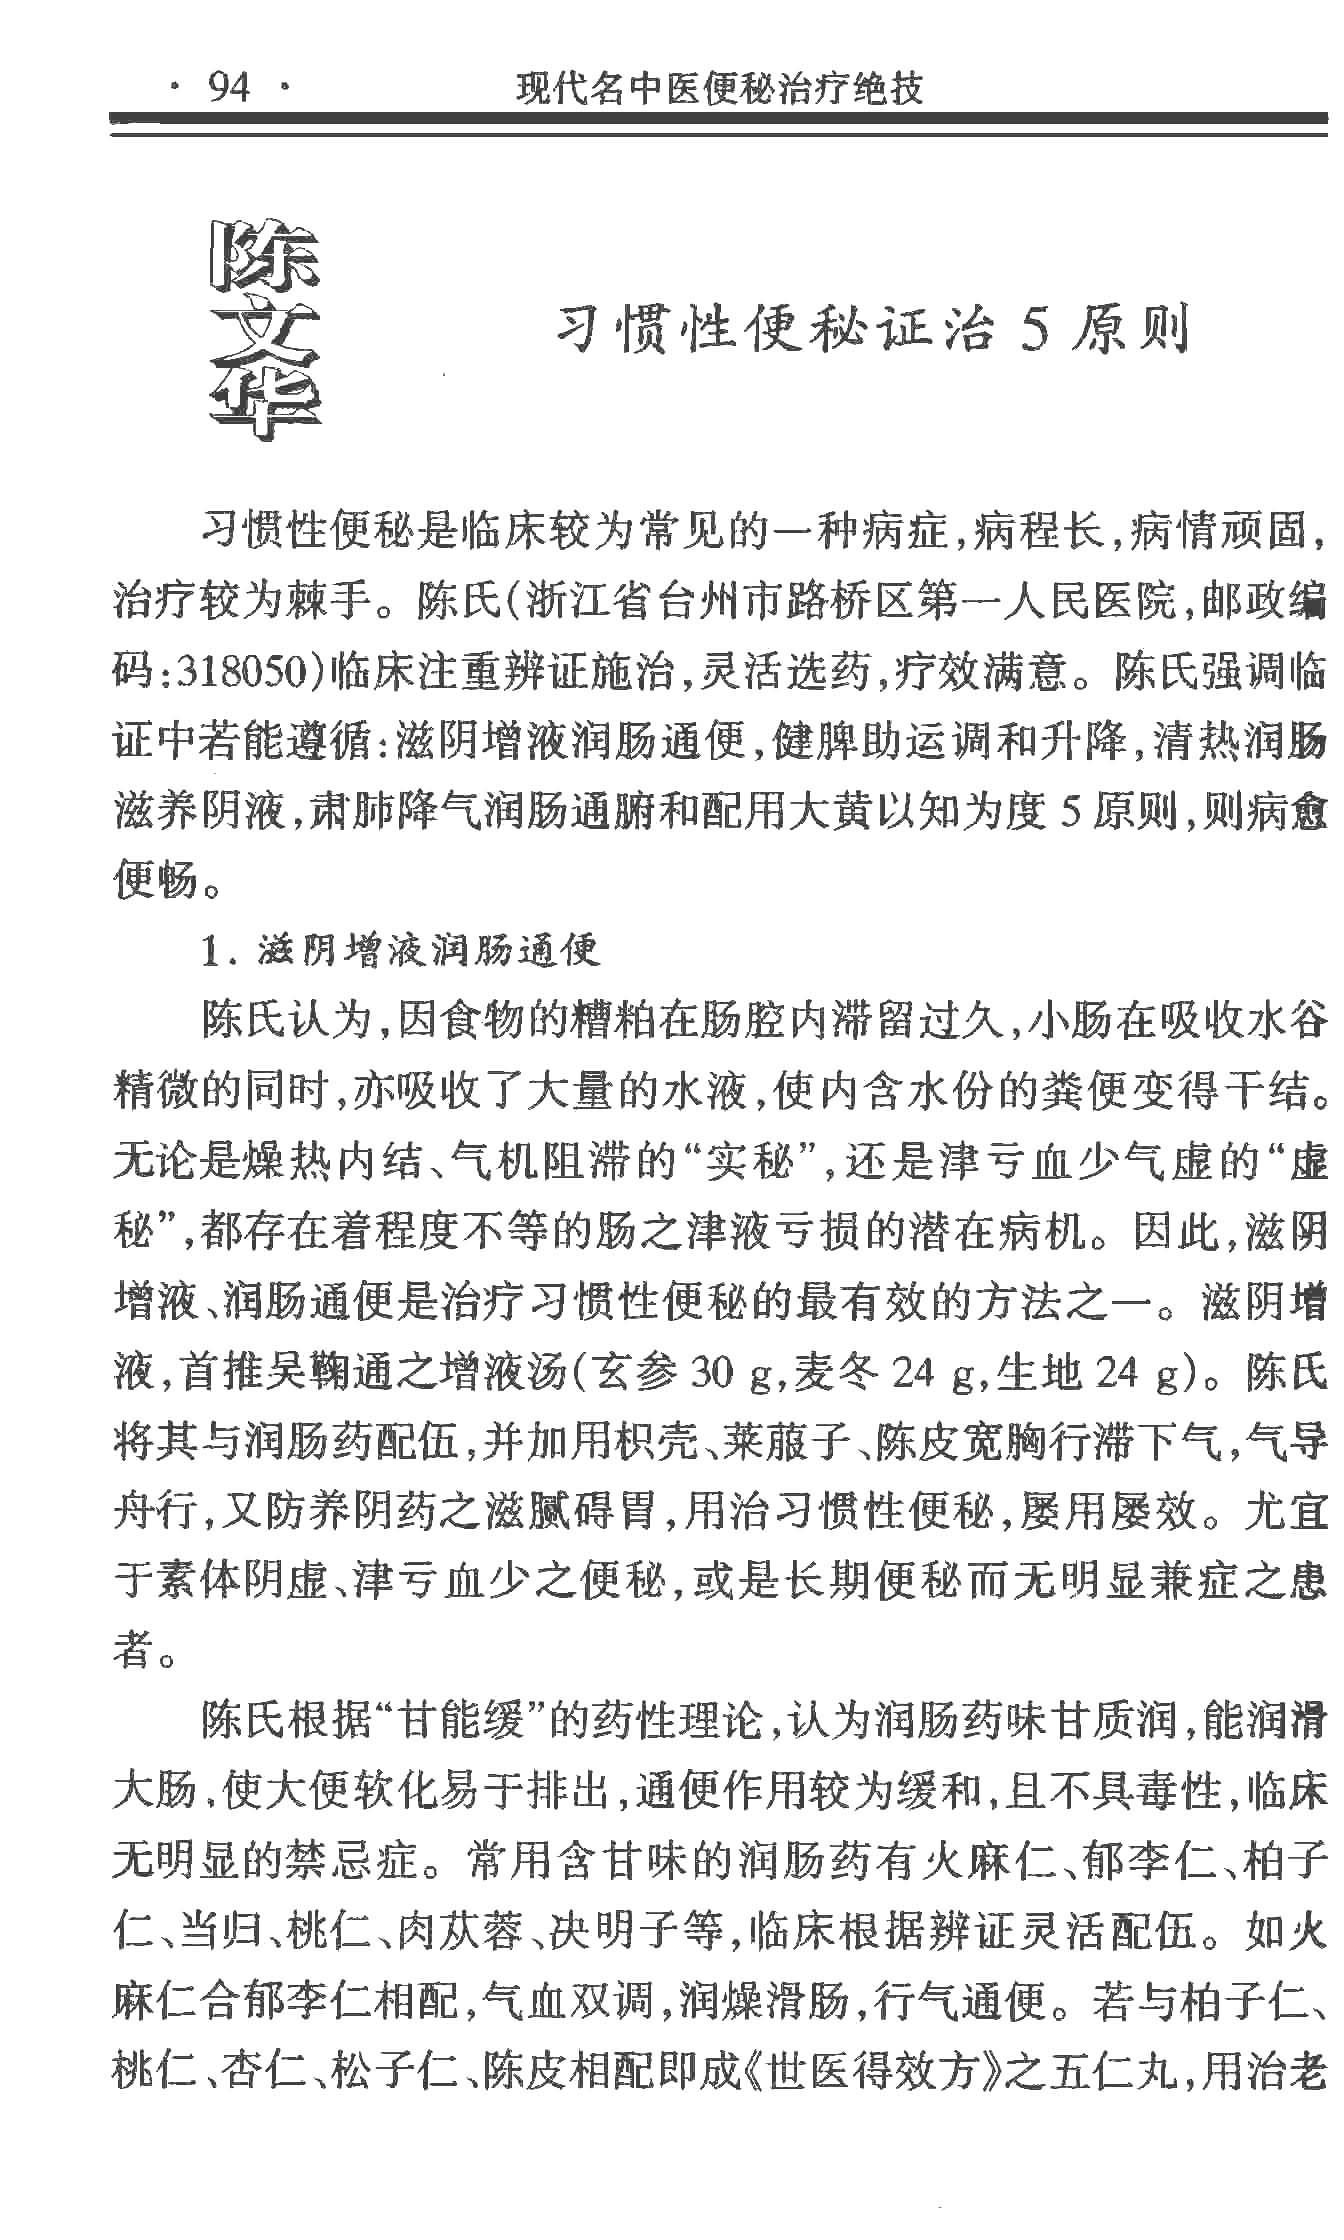 · 94 · 现代名中医便秘治疗绝技
陈文华
习惯性便秘证治 5 原则
习惯性便秘是临床较为常见的一种病症,病程长,病情顽固,
治疗较为棘手。陈氏(浙江省台州市路桥区第一人民医院,邮政编
码:318050)临床注重辨证施治,灵活选药,疗效满意。陈氏强调临
证中若能遵循:滋阴增液润肠通便,健脾助运调和升降,清热润肠
滋养阴液,肃肺降气润肠通腑和配用大黄以知为度 5 原则,则病愈
便畅。
1. 滋阴增液润肠通便
陈氏认为,因食物的糟粕在肠腔内滞留过久,小肠在吸收水谷
精微的同时,亦吸收了大量的水液,使内含水份的粪便变得干结。
无论是燥热内结、气机阻滞的“实秘”,还是津亏血少气虚的“虚
秘”,都存在着程度不等的肠之津液亏损的潜在病机。因此,滋阴
增液、润肠通便是治疗习惯性便秘的最有效的方法之一。滋阴增
液,首推吴鞠通之增液汤(玄参 30 g,麦冬 24 g,生地 24 g)。陈氏
将其与润肠药配伍,并加用枳壳、莱菔子、陈皮宽胸行滞下气,气导
舟行,又防养阴药之滋腻碍胃,用治习惯性便秘,屡用屡效。尤宜
于素体阴虚、津亏血少之便秘,或是长期便秘而无明显兼症之患
者。
陈氏根据“甘能缓”的药性理论,认为润肠药味甘质润,能润滑
大肠,使大便软化易于排出,通便作用较为缓和,且不具毒性,临床
无明显的禁忌症。常用含甘味的润肠药有火麻仁、郁李仁、柏子
仁、当归、桃仁、肉苁蓉、决明子等,临床根据辨证灵活配伍。如火
麻仁合郁李仁相配,气血双调,润燥滑肠,行气通便。若与柏子仁、
桃仁、杏仁、松子仁、陈皮相配即成《世医得效方》之五仁丸,用治老